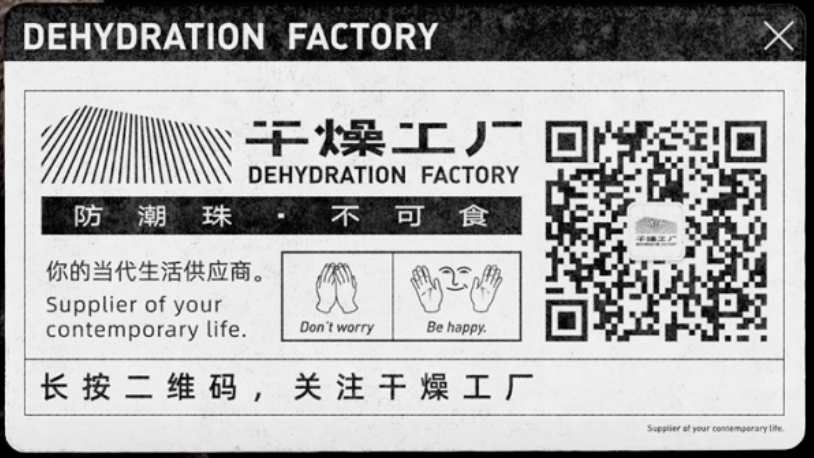 DEHYDRATION FACTORY
干燥工厂
DEHYDRATION FACTORY
防潮珠·不可食
你的当代生活供应商。
Supplier of your
contemporary life.
Don't worry
Be happy.
干燥工厂
DEHYDRATION FACTORY
长按二维码，关注干燥工厂
Supplier of your contemporary life.